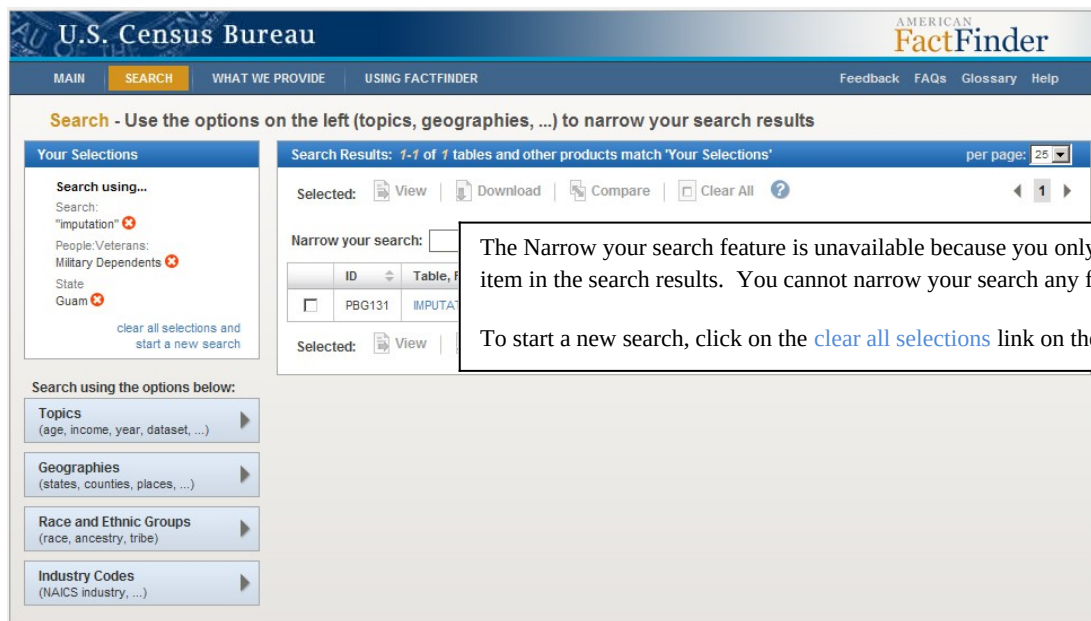 U.S. Census Bureau
AMERICAN
FactFinder
MAIN SEARCH WHAT WE PROVIDE USING FACTFINDER Feedback FAQs Glossary Help
Search - Use the options on the left (topics, geographies, ...) to narrow your search results
Your Selections
Search using...
Search:
"imputation"
People:Veterans:
Military Dependents
State
Guam
clear all selections and
start a new search
Search using the options below:
Topics
(age, income, year, dataset, ...)
Geographies
(states, counties, places, ...)
Race and Ethnic Groups
(race, ancestry, tribe)
Industry Codes
(NAICS industry, ...)
Search Results: 1-1 of 1 tables and other products match 'Your Selections' per page: 25
Selected: View | Download | Compare | Clear All ? 1
Narrow your search:
ID Table, F
PBG131 IMPUTAT
Selected: View |
The Narrow your search feature is unavailable because you only
item in the search results. You cannot narrow your search any f
To start a new search, click on the clear all selections link on the